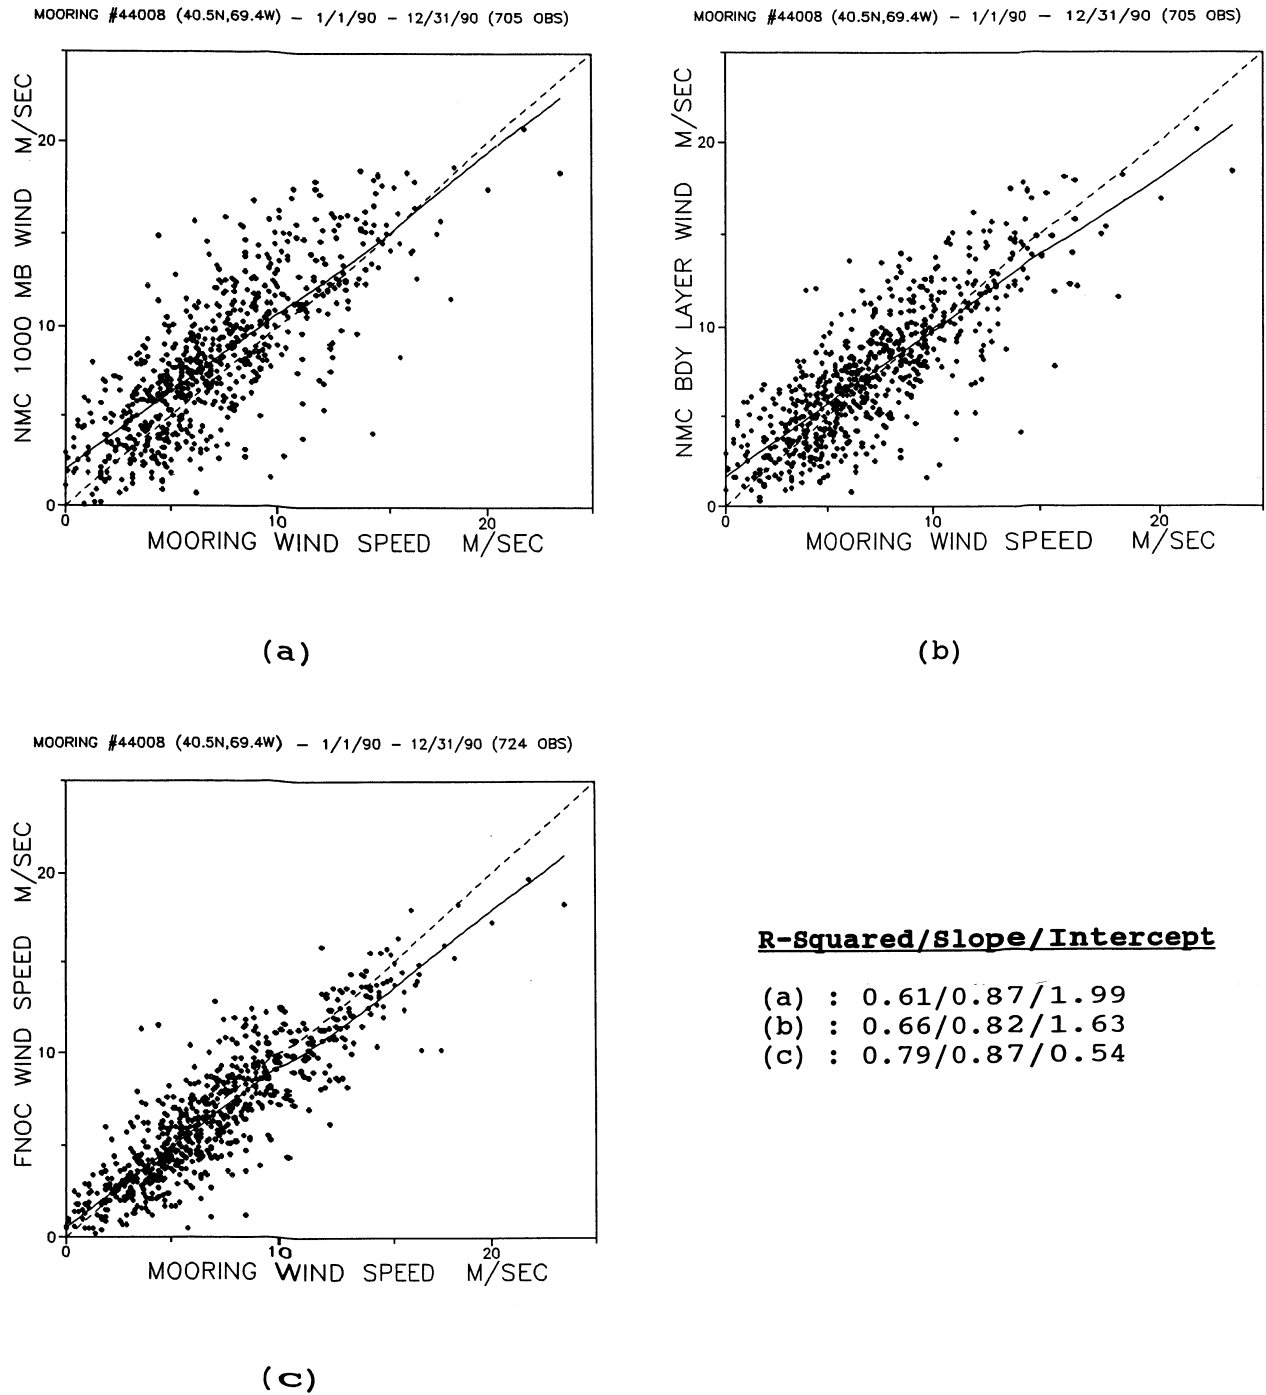 MOORING #44008 (40.5N,69.4W) – 1/1/90 – 12/31/90 (705 OBS)
NMC 1000 MB WIND M/SEC
20
10
0
0 10 20
MOORING WIND SPEED M/SEC
(a)
MOORING #44008 (40.5N,69.4W) – 1/1/90 – 12/31/90 (705 OBS)
NMC BDY LAYER WIND M/SEC
20
10
0
0 10 20
MOORING WIND SPEED M/SEC
(b)
MOORING #44008 (40.5N,69.4W) – 1/1/90 – 12/31/90 (724 OBS)
FNOC WIND SPEED M/SEC
20
10
0
0 10 20
MOORING WIND SPEED M/SEC
(c)
R-Squared/Slope/Intercept
(a) : 0.61/0.87/1.99
(b) : 0.66/0.82/1.63
(c) : 0.79/0.87/0.54